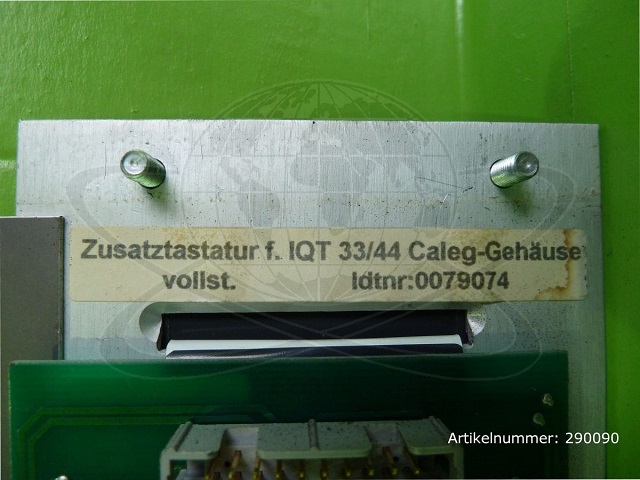 Zusatztastatur f. IQT 33/44 Caleg-Gehäuse
vollst. Idtnr:0079074
Artikelnummer: 290090